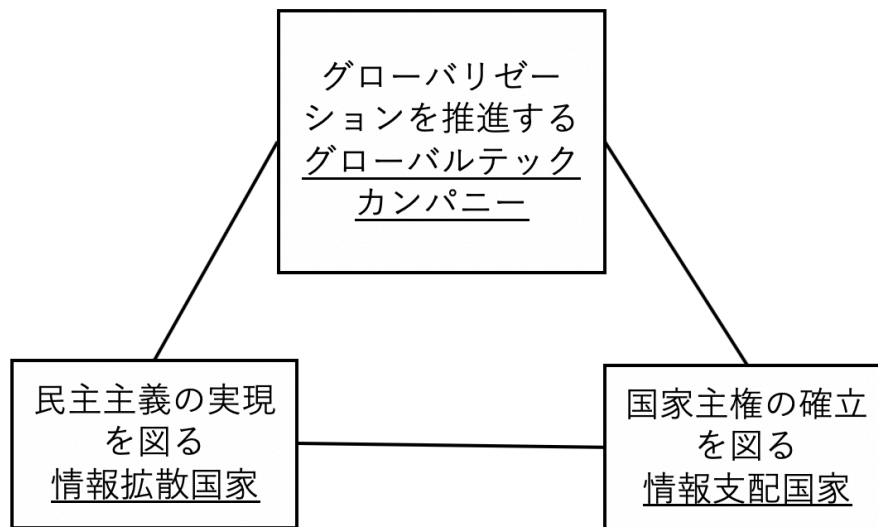 グローバリゼー
ションを推進する
グローバルテック
カンパニー
民主主義の実現
を図る
情報拡散国家
国家主権の確立
を図る
情報支配国家